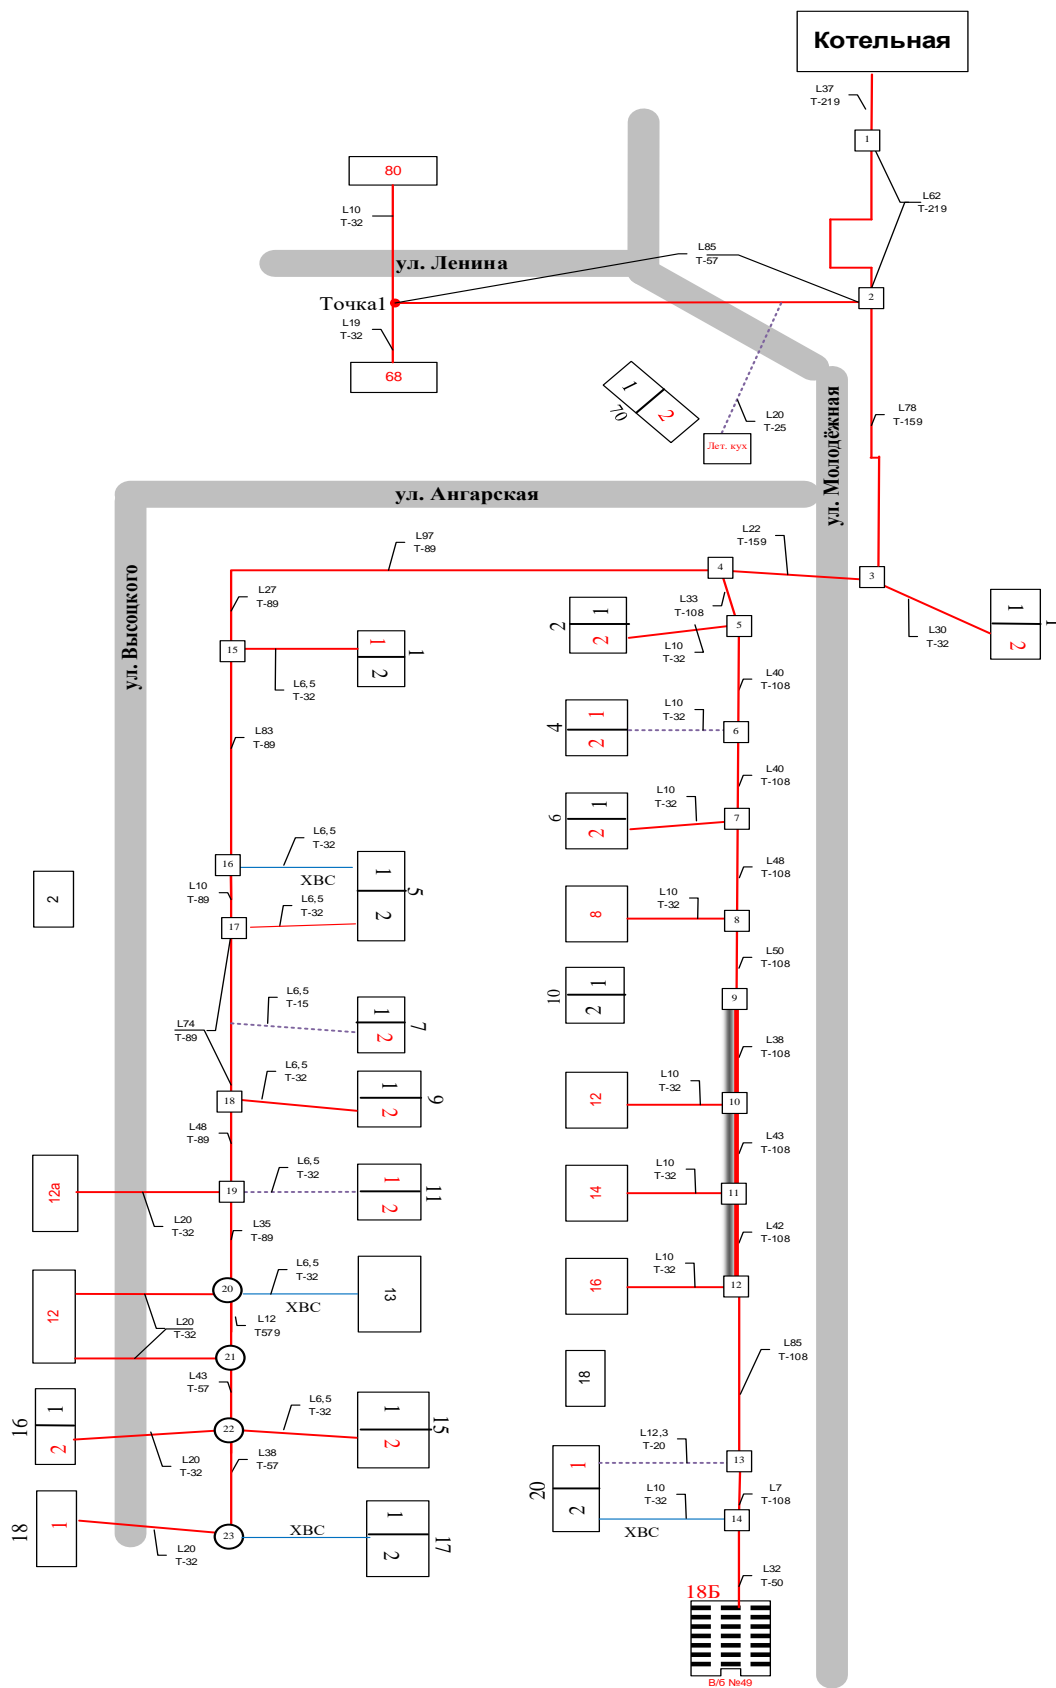 Котельная
L37
T-219
1
80
L62
T-219
L10
T-32
L85
T-57
ул. Ленина
2
Точка1
L19
T-32
68
1
2
70
L20
T-25
Лет. кух
L78
T-159
ул. Молодёжная
ул. Ангарская
L97
T-89
L22
T-159
4
3
ул. Высоцкого
L27
T-89
L33
T-108
2
1
2
5
L10
T-32
L30
T-32
1
2
1
15
1
2
1
L6,5
T-32
L40
T-108
4
1
2
L10
T-32
6
L83
T-89
L40
T-108
6
1
2
L10
T-32
7
L6,5
T-32
16
ХВС
1
2
5
L48
T-108
2
L10
T-89
L6,5
T-32
17
8
L10
T-32
8
L50
T-108
10
1
2
9
L6,5
T-15
1
2
7
L74
T-89
L38
T-108
L6,5
T-32
18
1
2
9
12
L10
T-32
10
L48
T-89
L43
T-108
12а
L6,5
T-32
19
1
2
11
L20
T-32
14
L10
T-32
11
L35
T-89
L42
T-108
L6,5
T-32
20
ХВС
13
16
L10
T-32
12
12
L20
T-32
L12
T579
21
L85
T-108
L43
T-57
18
16
1
2
L6,5
T-32
22
1
2
15
L20
T-32
L38
T-57
L12,3
T-20
13
20
1
2
L10
T-32
L7
T-108
ХВС
14
18
1
L20
T-32
23
ХВС
1
2
17
L32
T-50
18Б
В/б №49